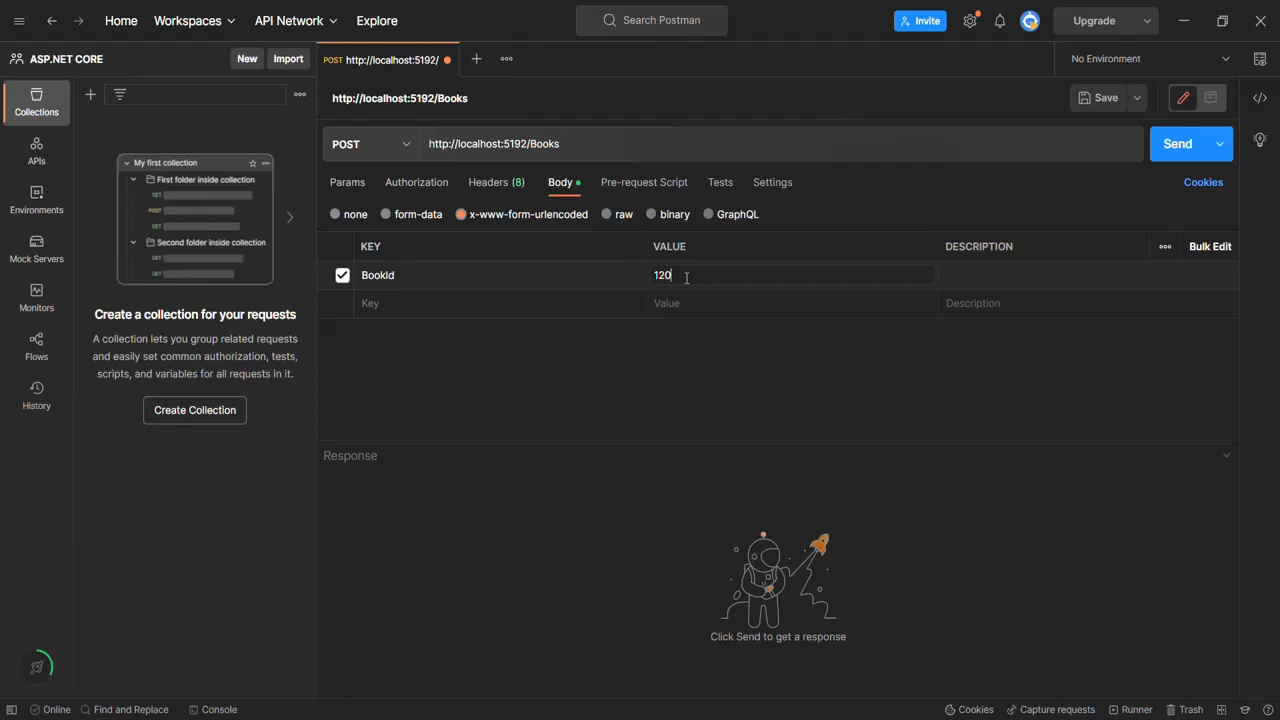 Home Workspaces API Network Explore Search Postman Invite Upgrade
ASP.NET CORE New Import POST http://localhost:5192/ No Environment
http://localhost:5192/Books Save
Collections
APIs
Environments
Mock Servers
Monitors
Flows
History
My first collection
First folder inside collection
GET
POST
GET
Second folder inside collection
GET
GET
Create a collection for your requests
A collection lets you group related requests
and easily set common authorization, tests,
scripts, and variables for all requests in it.
Create Collection
POST http://localhost:5192/Books Send
Params Authorization Headers (8) Body Pre-request Script Tests Settings Cookies
none form-data x-www-form-urlencoded raw binary GraphQL
KEY VALUE DESCRIPTION Bulk Edit
BookId 120
Key Value Description
Response
Click Send to get a response
Online Find and Replace Console Cookies Capture requests Runner Trash